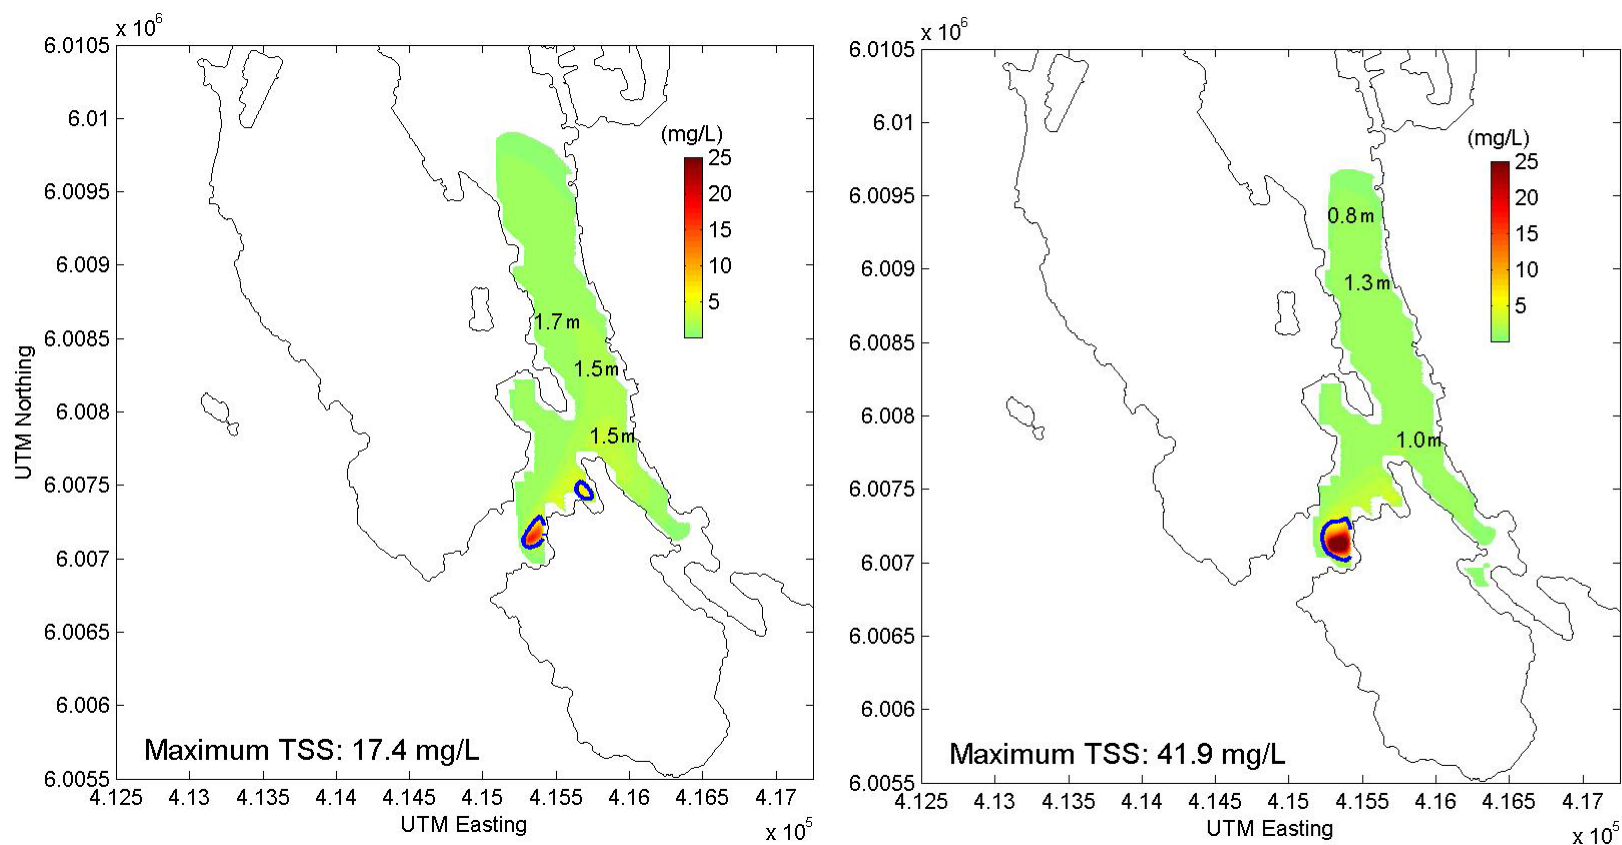 x 10^6
6.0105
6.01
6.0095
6.009
6.0085
6.008
6.0075
6.007
6.0065
6.006
6.0055
UTM Northing
(mg/L)
25
20
15
10
5
1.7 m
1.5 m
1.5 m
Maximum TSS: 17.4 mg/L
4.125 4.13 4.135 4.14 4.145 4.15 4.155 4.16 4.165 4.17
UTM Easting
x 10^5
x 10^6
6.0105
6.01
6.0095
6.009
6.0085
6.008
6.0075
6.007
6.0065
6.006
6.0055
(mg/L)
25
20
15
10
5
0.8 m
1.3 m
1.0 m
Maximum TSS: 41.9 mg/L
4.125 4.13 4.135 4.14 4.145 4.15 4.155 4.16 4.165 4.17
UTM Easting
x 10^5